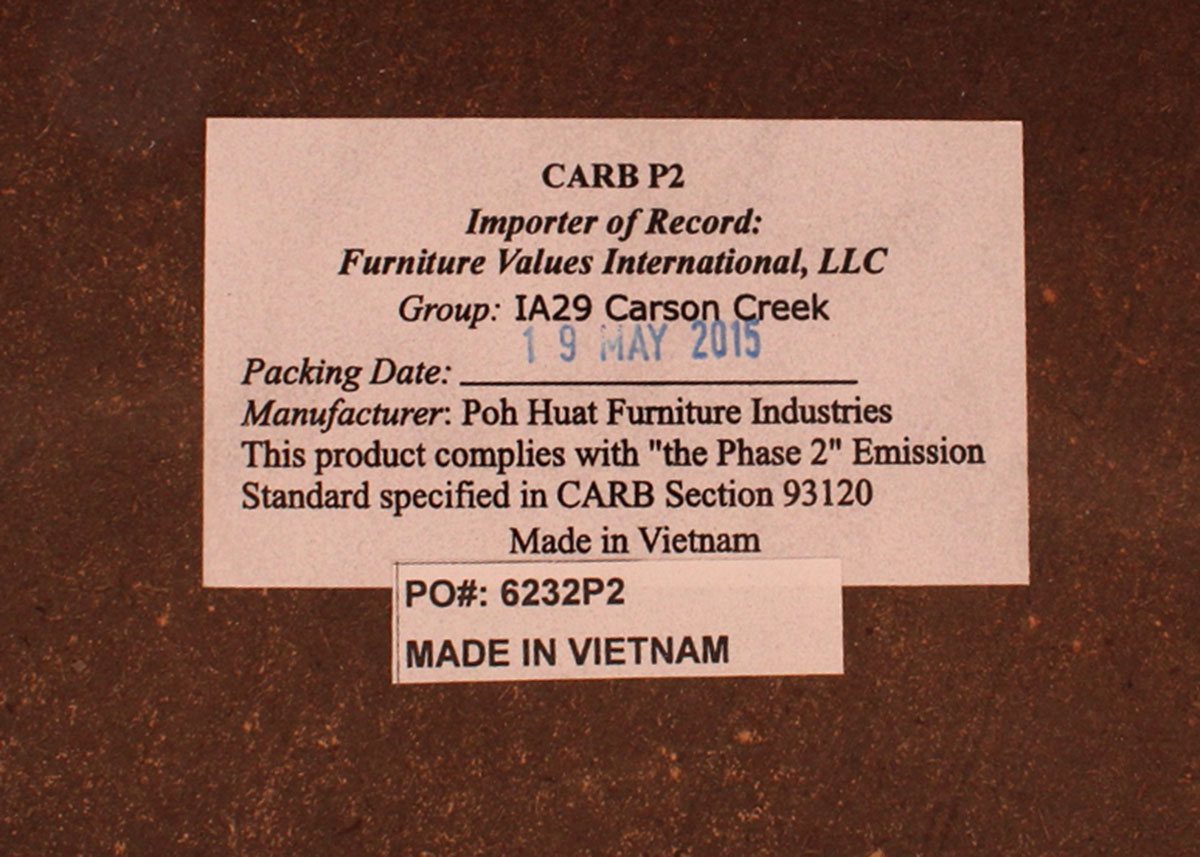 CARB P2
Importer of Record:
Furniture Values International, LLC
Group: IA29 Carson Creek
19 MAY 2015
Packing Date:
Manufacturer: Poh Huat Furniture Industries
This product complies with "the Phase 2" Emission
Standard specified in CARB Section 93120
Made in Vietnam
PO#: 6232P2
MADE IN VIETNAM